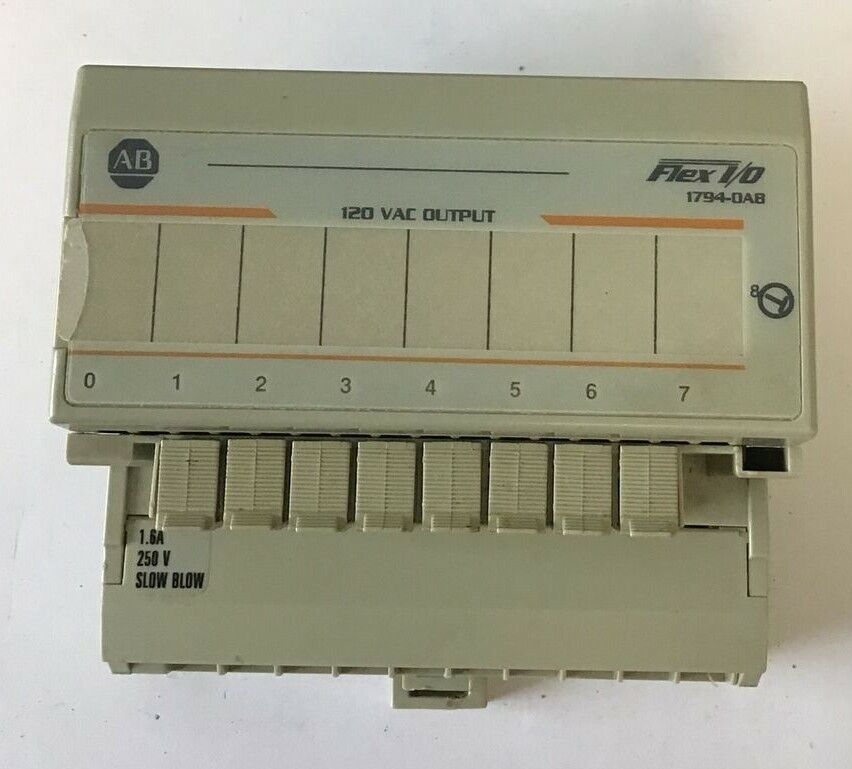 AB
Flex I/O
1794-OA8
120 VAC OUTPUT
8
0 1 2 3 4 5 6 7
1.6A
250 V
SLOW BLOW